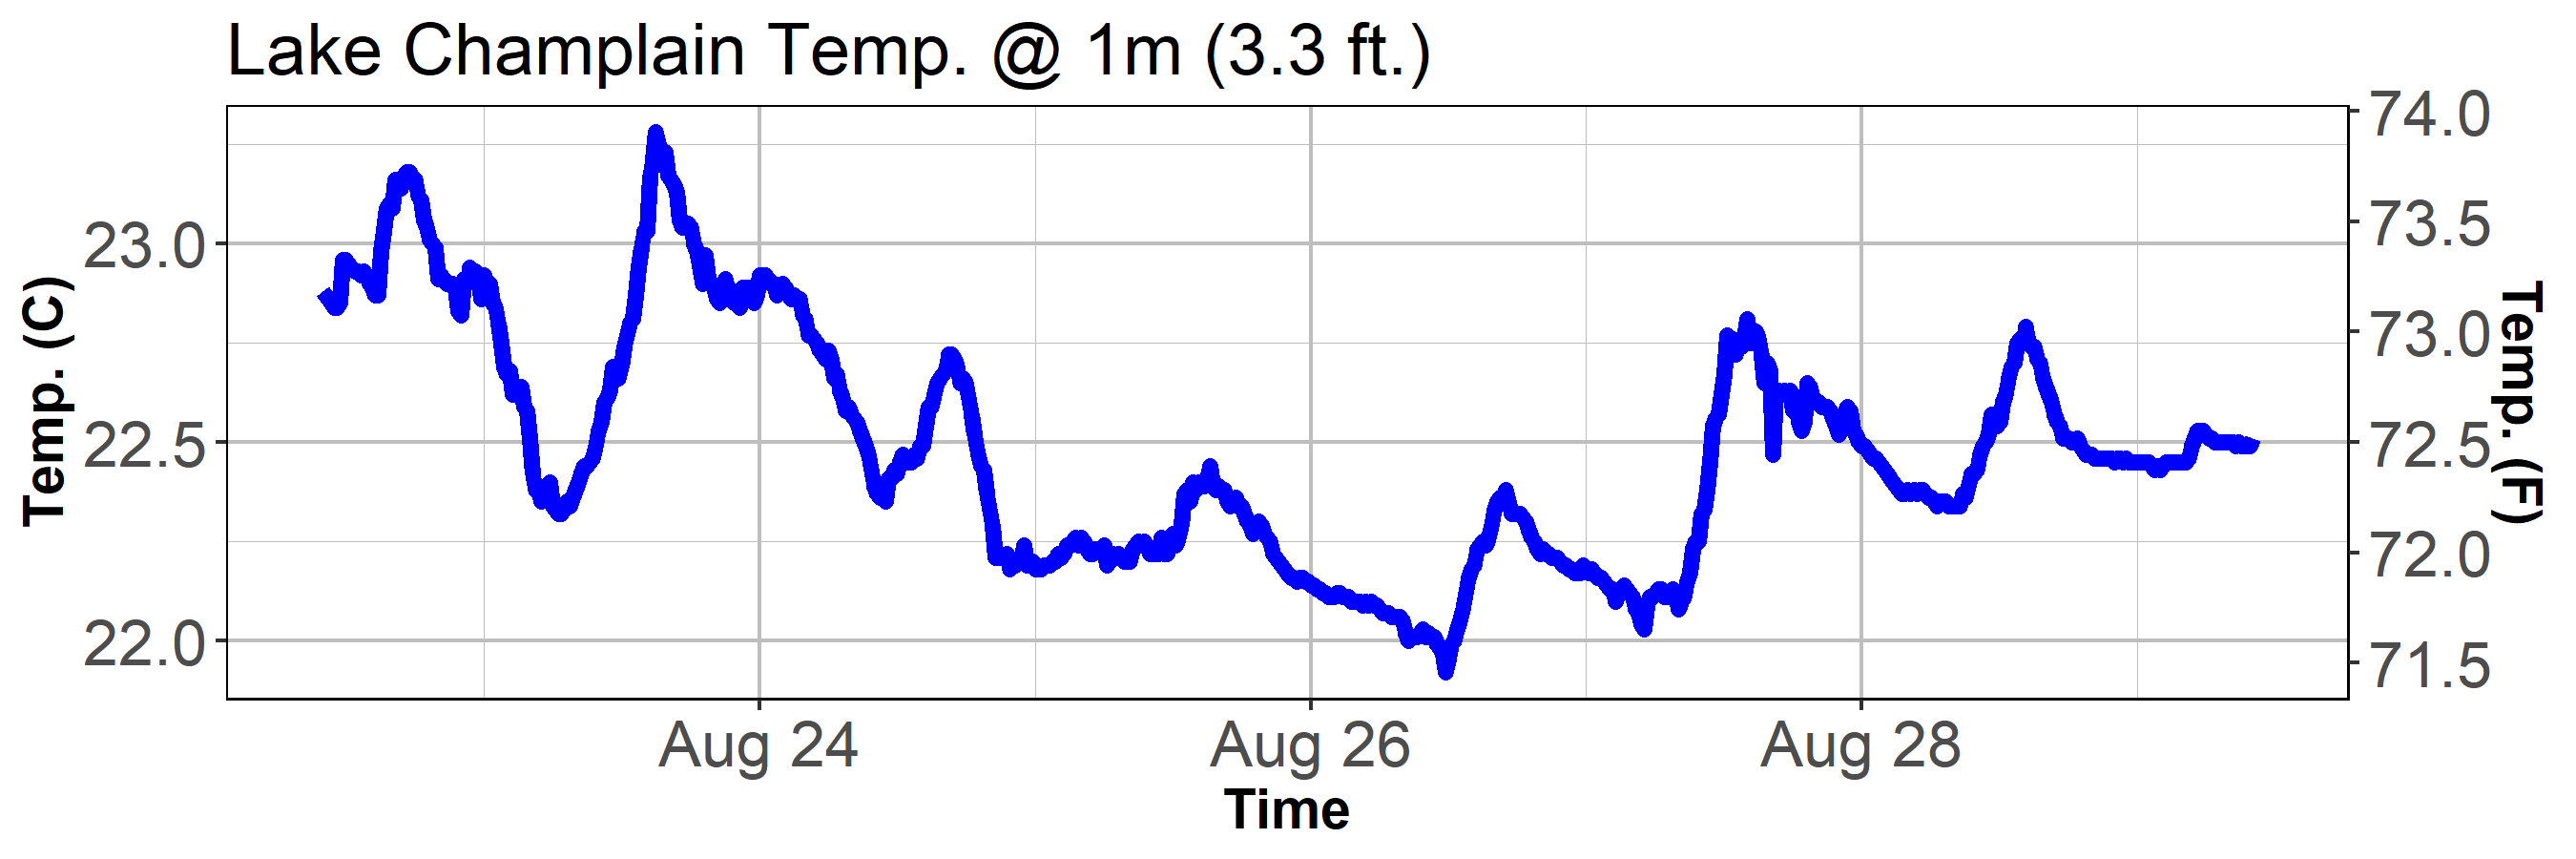 Lake Champlain Temp. @ 1m (3.3 ft.)
Temp. (C)
23.0
22.5
22.0
74.0
73.5
73.0
72.5
72.0
71.5
Temp. (F)
Aug 24
Aug 26
Aug 28
Time